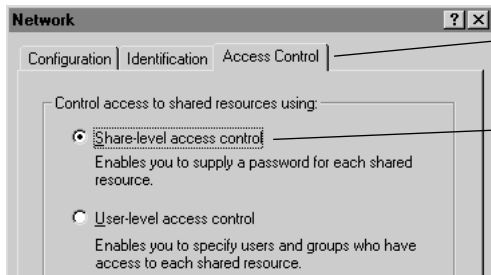 Network
Configuration Identification Access Control
Control access to shared resources using:
Share-level access control
Enables you to supply a password for each shared
resource.
User-level access control
Enables you to specify users and groups who have
access to each shared resource.